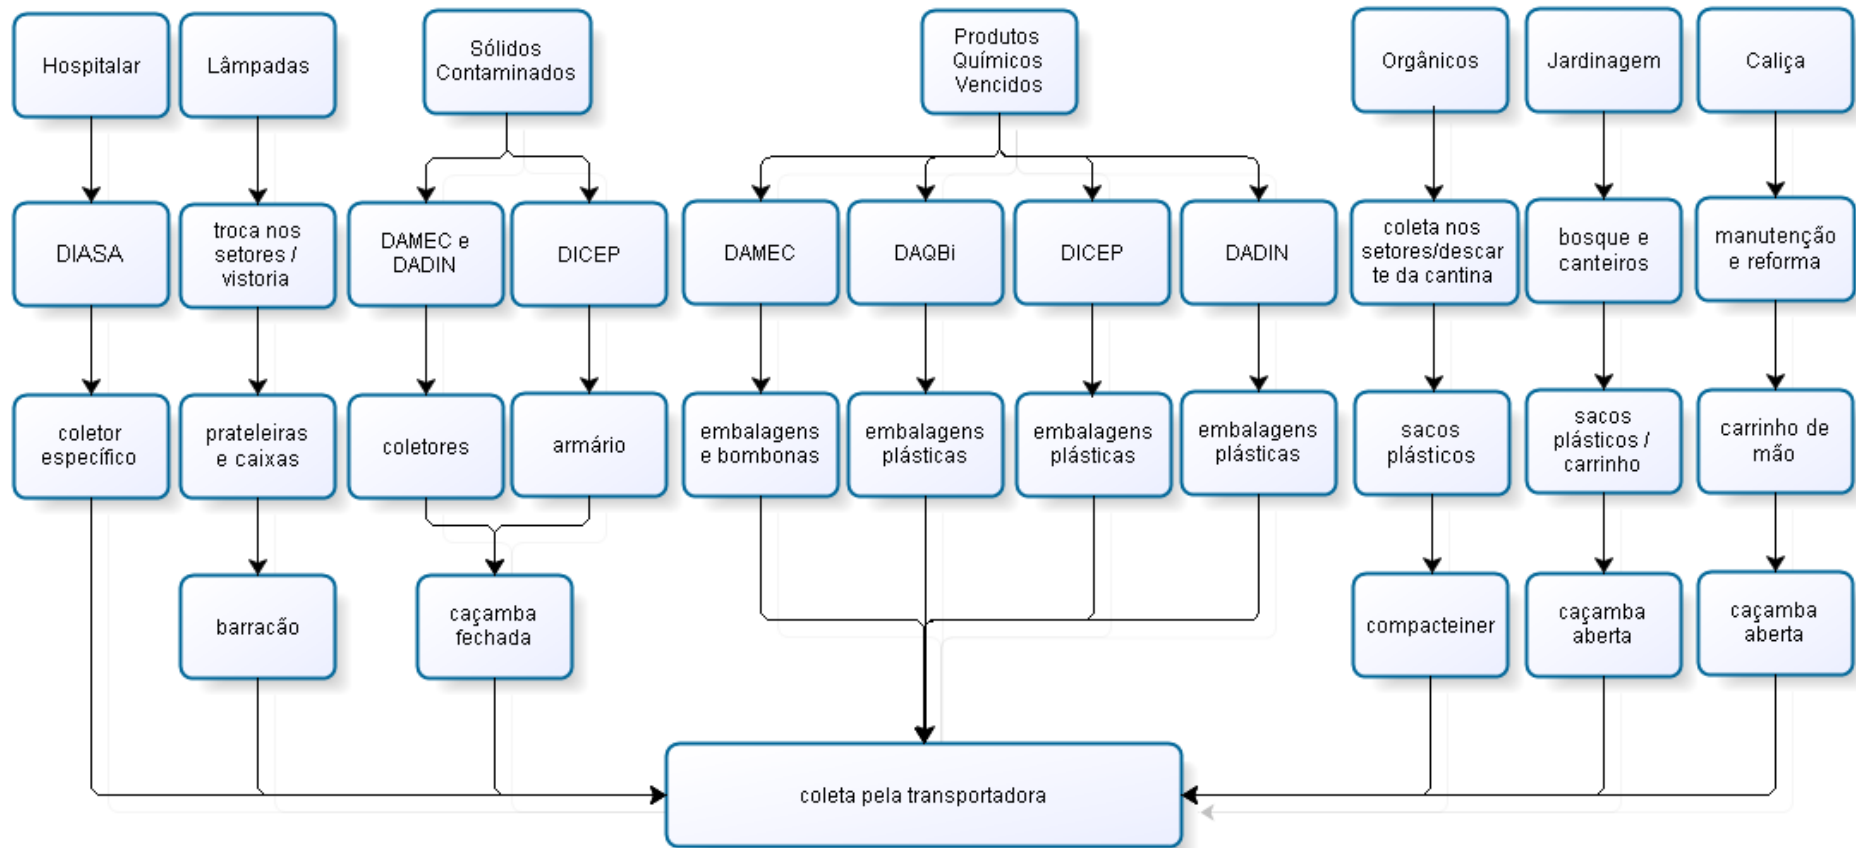 Hospitalar
Lâmpadas
Sólidos
Contaminados
Produtos
Químicos
Vencidos
Orgânicos
Jardinagem
Caliça
DIASA
troca nos
setores /
vistoria
DAMEC e
DADIN
DICEP
DAMEC
DAQBi
DICEP
DADIN
coleta nos
setores/descar
te da cantina
bosque e
canteiros
manutenção
e reforma
coletor
específico
prateleiras
e caixas
coletores
armário
embalagens
e bombonas
embalagens
plásticas
embalagens
plásticas
embalagens
plásticas
sacos
plásticos
sacos
plásticos /
carrinho
carrinho de
mão
barracão
caçamba
fechada
compacteiner
caçamba
aberta
caçamba
aberta
coleta pela transportadora